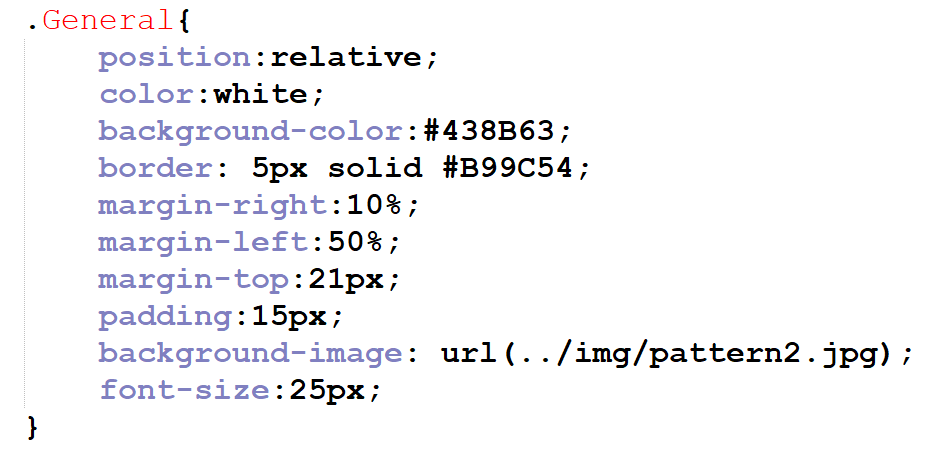 .General{
position:relative;
color:white;
background-color:#438B63;
border: 5px solid #B99C54;
margin-right:10%;
margin-left:50%;
margin-top:21px;
padding:15px;
background-image: url(../img/pattern2.jpg);
font-size:25px;
}